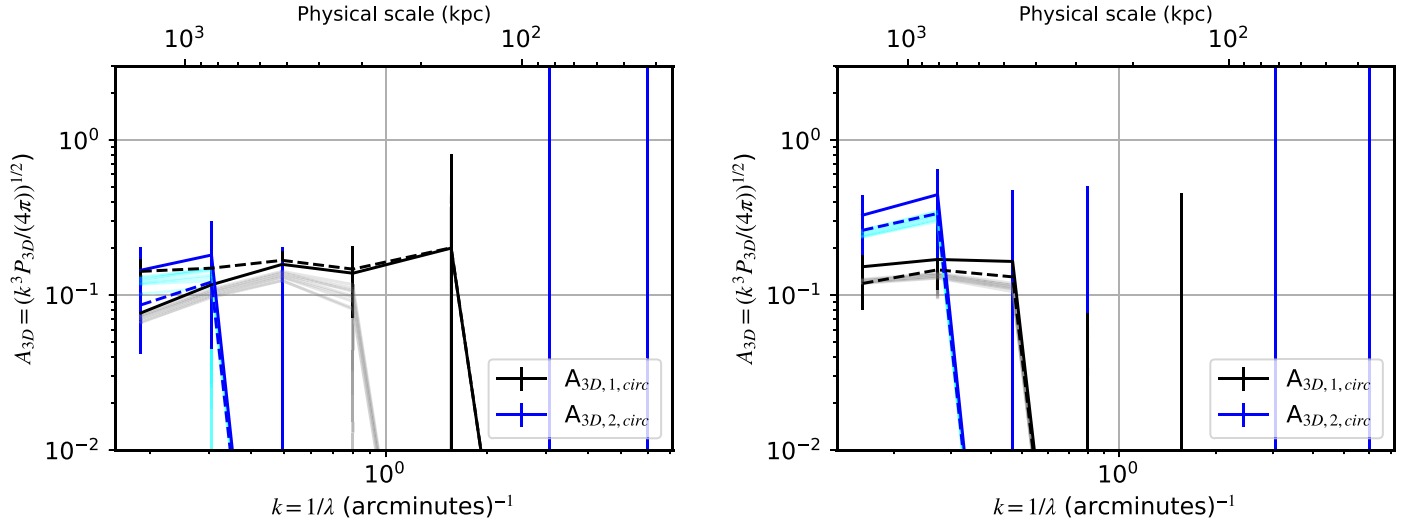 Physical scale (kpc)
10³ 10²
10⁰
10⁻¹
10⁻²
A₃D = (k³P₃D/(4π))¹/²
A₃D,1,circ
A₃D,2,circ
10⁰
k = 1/λ (arcminutes)⁻¹
Physical scale (kpc)
10³ 10²
10⁰
10⁻¹
10⁻²
A₃D = (k³P₃D/(4π))¹/²
A₃D,1,circ
A₃D,2,circ
10⁰
k = 1/λ (arcminutes)⁻¹